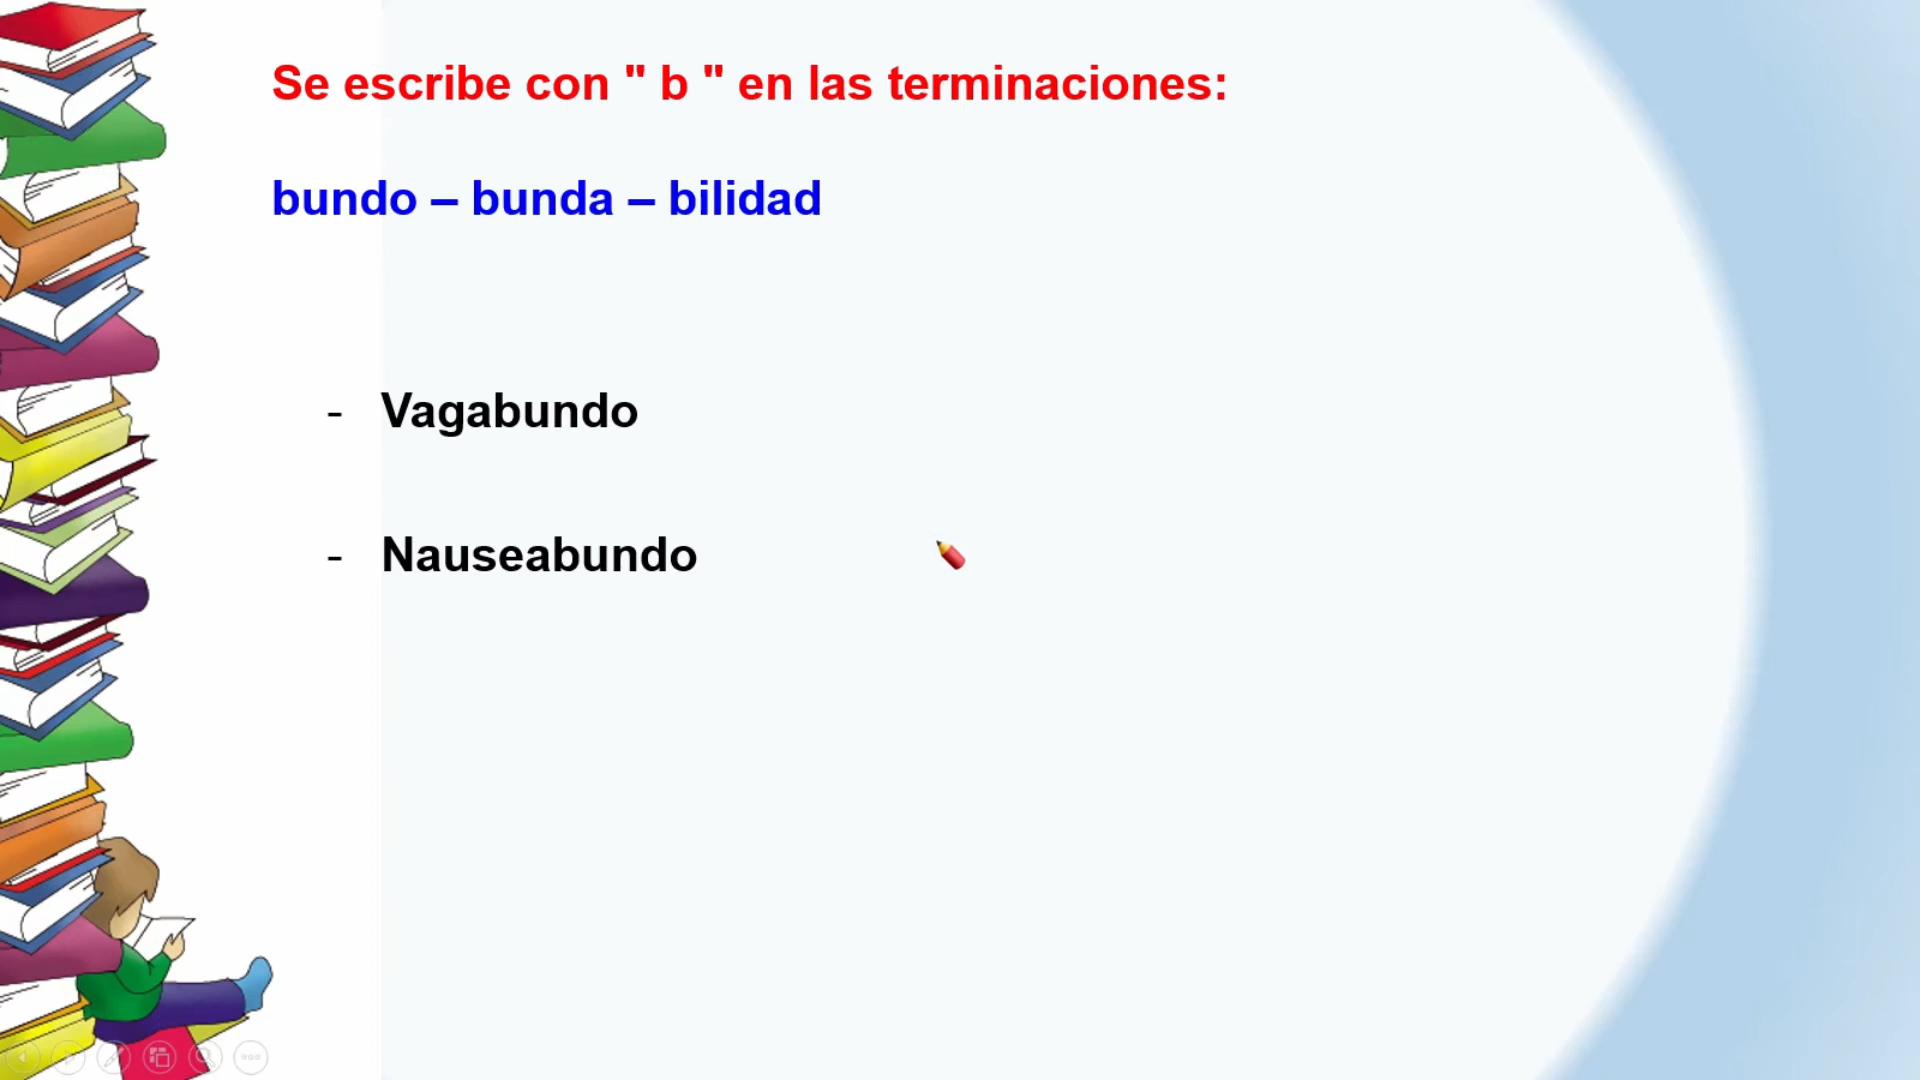 Se escribe con " b " en las terminaciones:
bundo – bunda – bilidad
- Vagabundo
- Nauseabundo